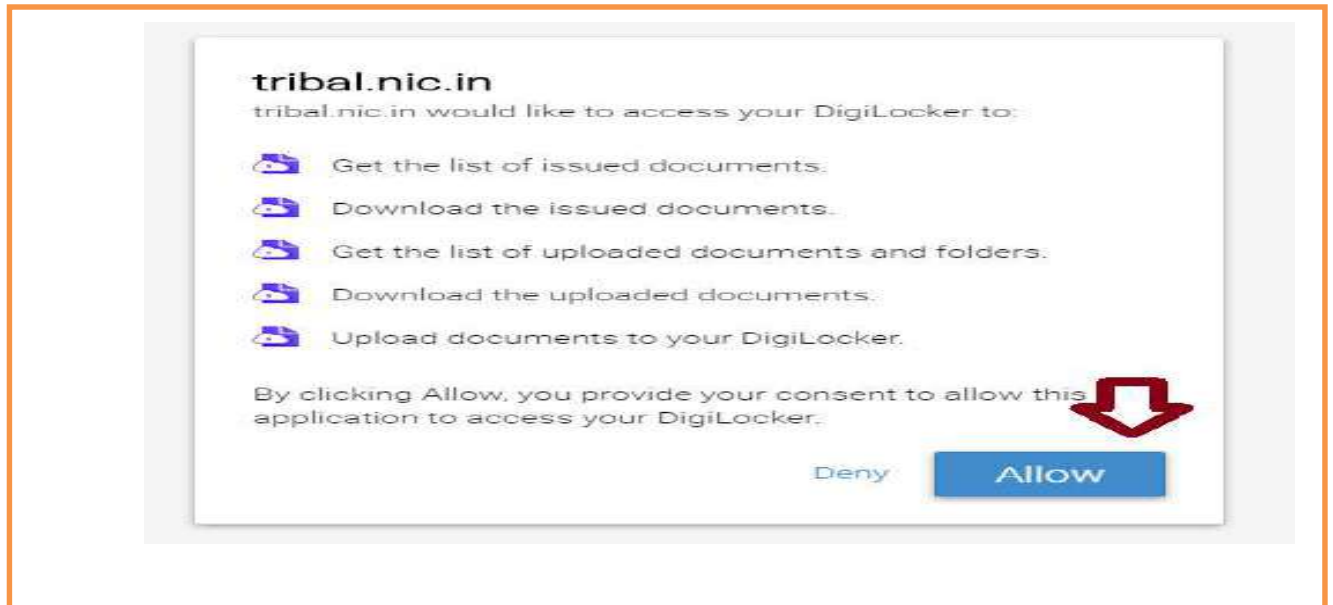 tribal.nic.in
tribal.nic.in would like to access your DigiLocker to:
Get the list of issued documents.
Download the issued documents.
Get the list of uploaded documents and folders.
Download the uploaded documents.
Upload documents to your DigiLocker.
By clicking Allow, you provide your consent to allow this
application to access your DigiLocker.
Deny Allow